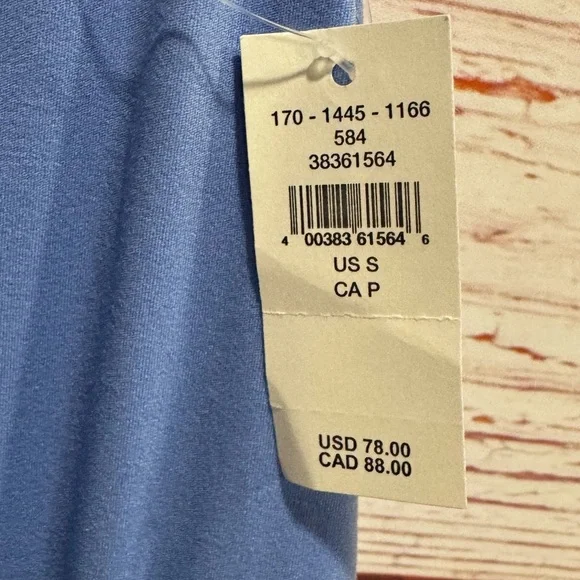 170 - 1445 - 1166
584
38361564
4 00383 61564 6
US S
CA P
USD 78.00
CAD 88.00